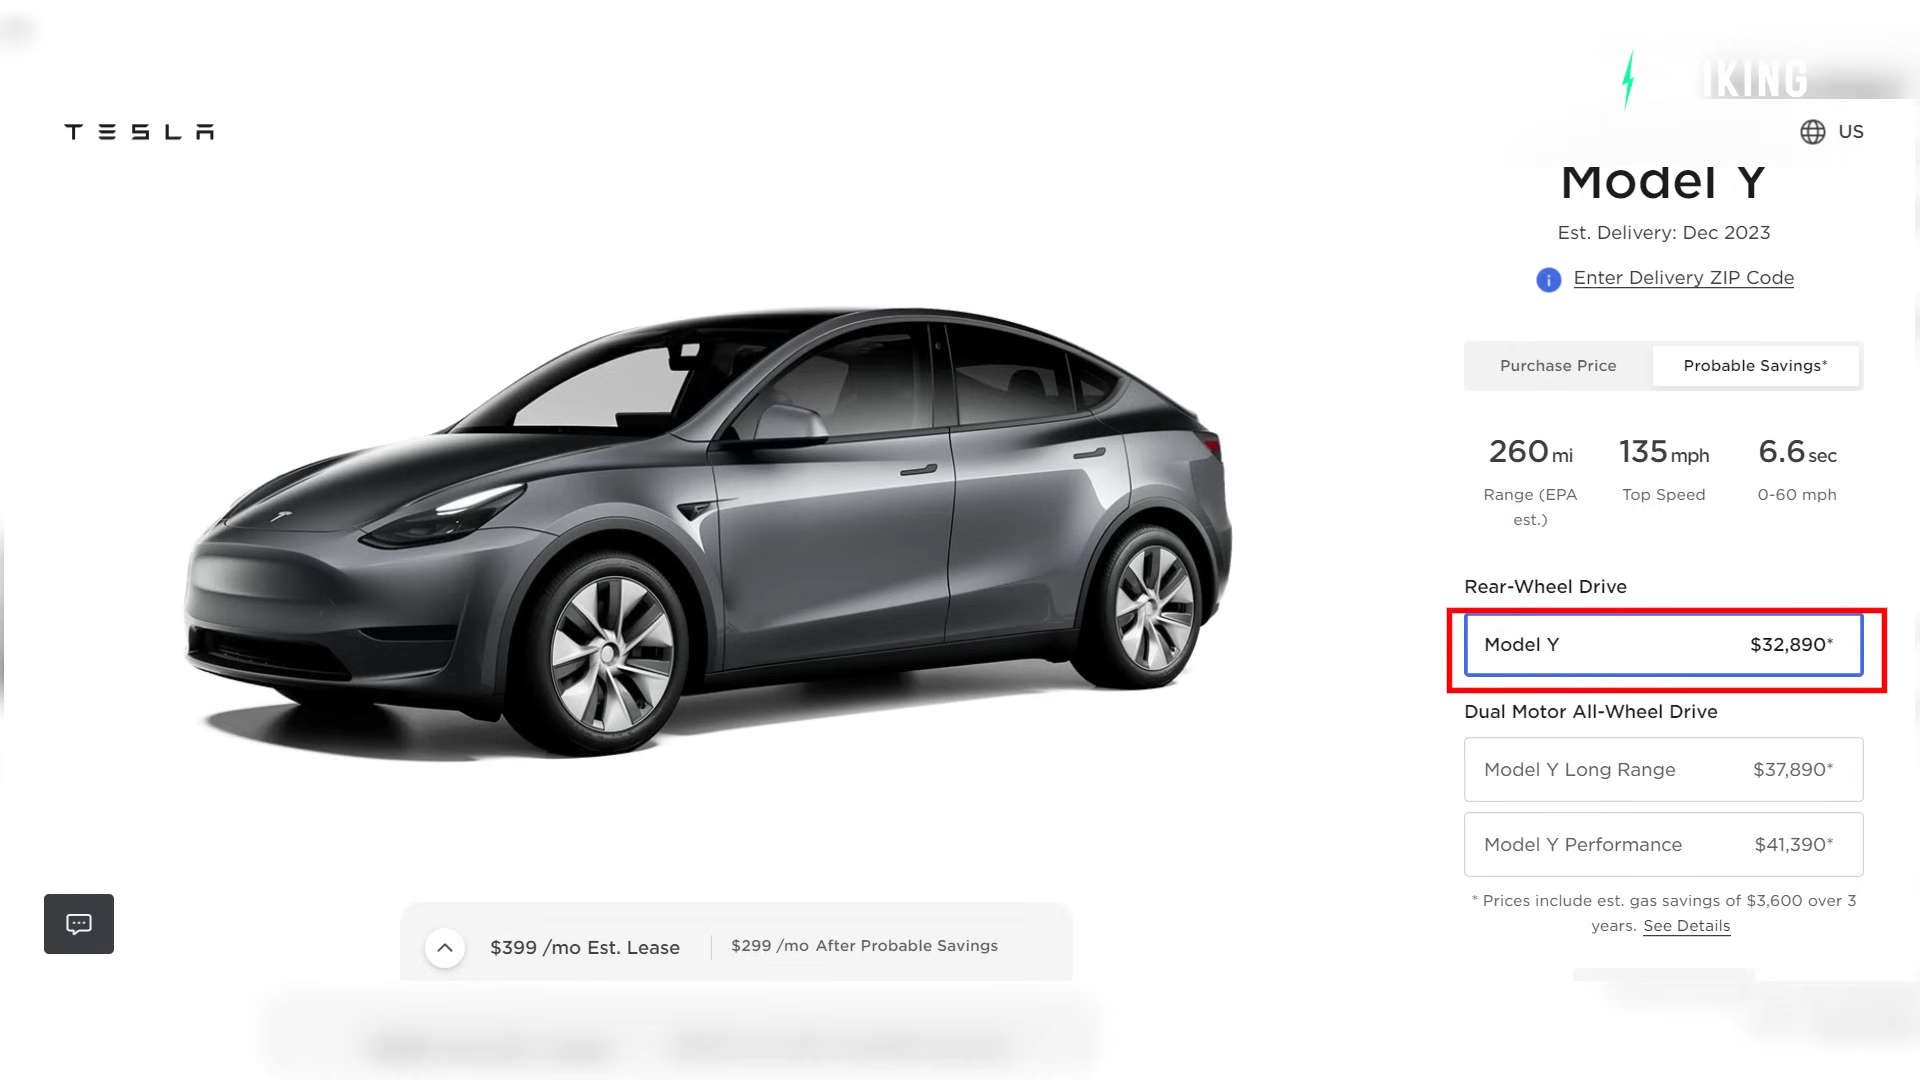 IKING
TESLA
US
Model Y
Est. Delivery: Dec 2023
i Enter Delivery ZIP Code
Purchase Price Probable Savings*
260 mi 135 mph 6.6 sec
Range (EPA est.) Top Speed 0-60 mph
Rear-Wheel Drive
Model Y $32,890*
Dual Motor All-Wheel Drive
Model Y Long Range $37,890*
Model Y Performance $41,390*
* Prices include est. gas savings of $3,600 over 3
years. See Details
$399 /mo Est. Lease $299 /mo After Probable Savings